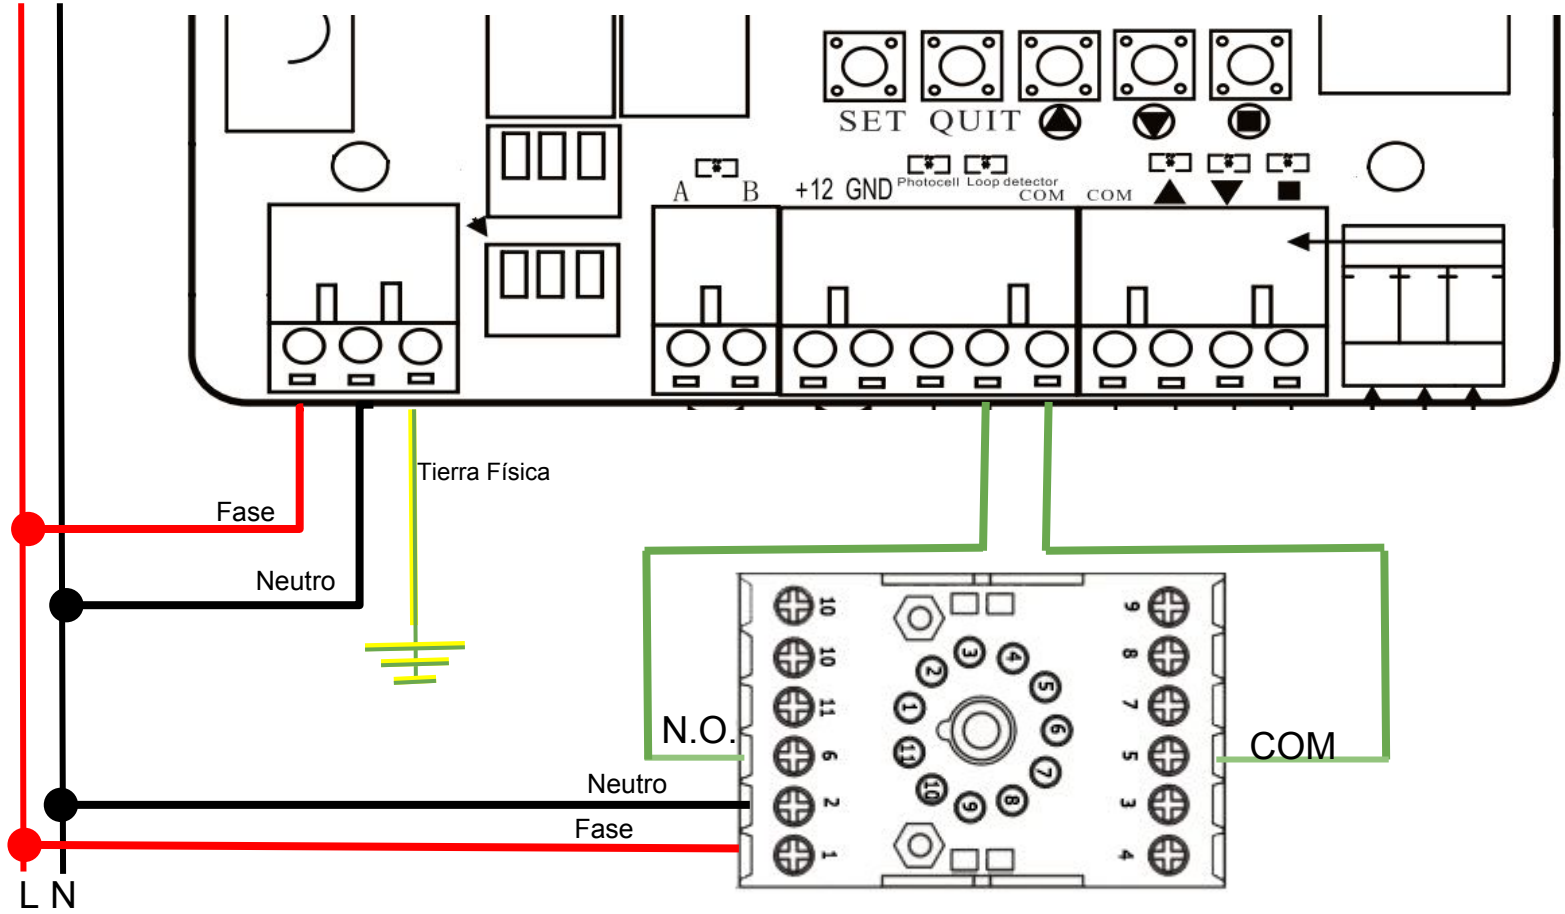 SET QUIT
A B +12 GND Photocell Loop detector COM COM
Tierra Física
Fase
Neutro
10 9
10 8
11 7
N.O. 6 5 COM
Neutro 2 3
Fase 1 4
3 4
2 5
1 6
11 7
10 9 8
L N